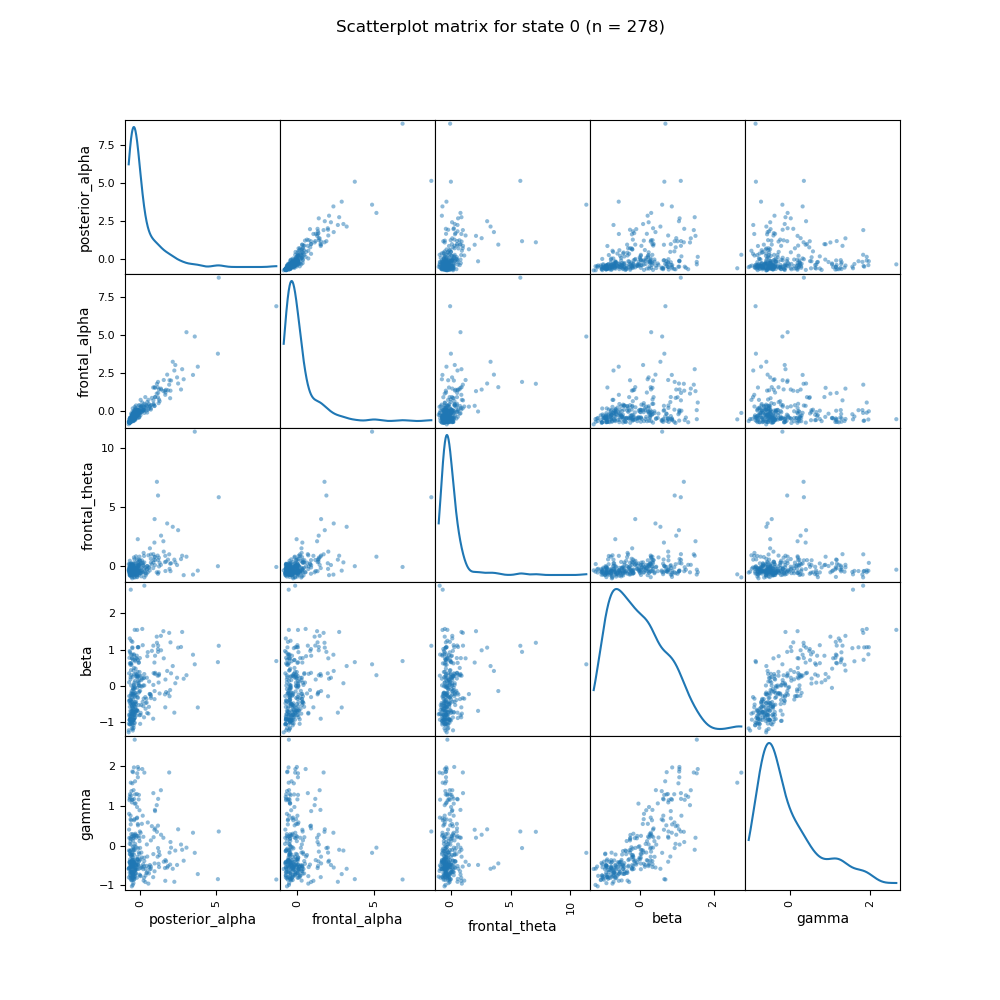 Scatterplot matrix for state 0 (n = 278)
posterior_alpha
7.5
5.0
2.5
0.0
frontal_alpha
7.5
5.0
2.5
0.0
frontal_theta
10
5
0
beta
2
1
0
−1
gamma
2
1
0
−1
0 5 0 5 0 5 10 0 2 0 2
posterior_alpha frontal_alpha frontal_theta beta gamma